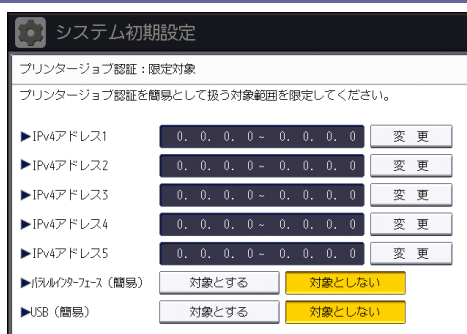 システム初期設定
プリンタージョブ認証：限定対象
プリンタージョブ認証を簡易として扱う対象範囲を限定してください。
▶IPv4アドレス1 0. 0. 0. 0～ 0. 0. 0. 0 変 更
▶IPv4アドレス2 0. 0. 0. 0～ 0. 0. 0. 0 変 更
▶IPv4アドレス3 0. 0. 0. 0～ 0. 0. 0. 0 変 更
▶IPv4アドレス4 0. 0. 0. 0～ 0. 0. 0. 0 変 更
▶IPv4アドレス5 0. 0. 0. 0～ 0. 0. 0. 0 変 更
▶ﾊﾟﾗﾚﾙｲﾝﾀｰﾌｪｰｽ（簡易） 対象とする 対象としない
▶USB（簡易） 対象とする 対象としない